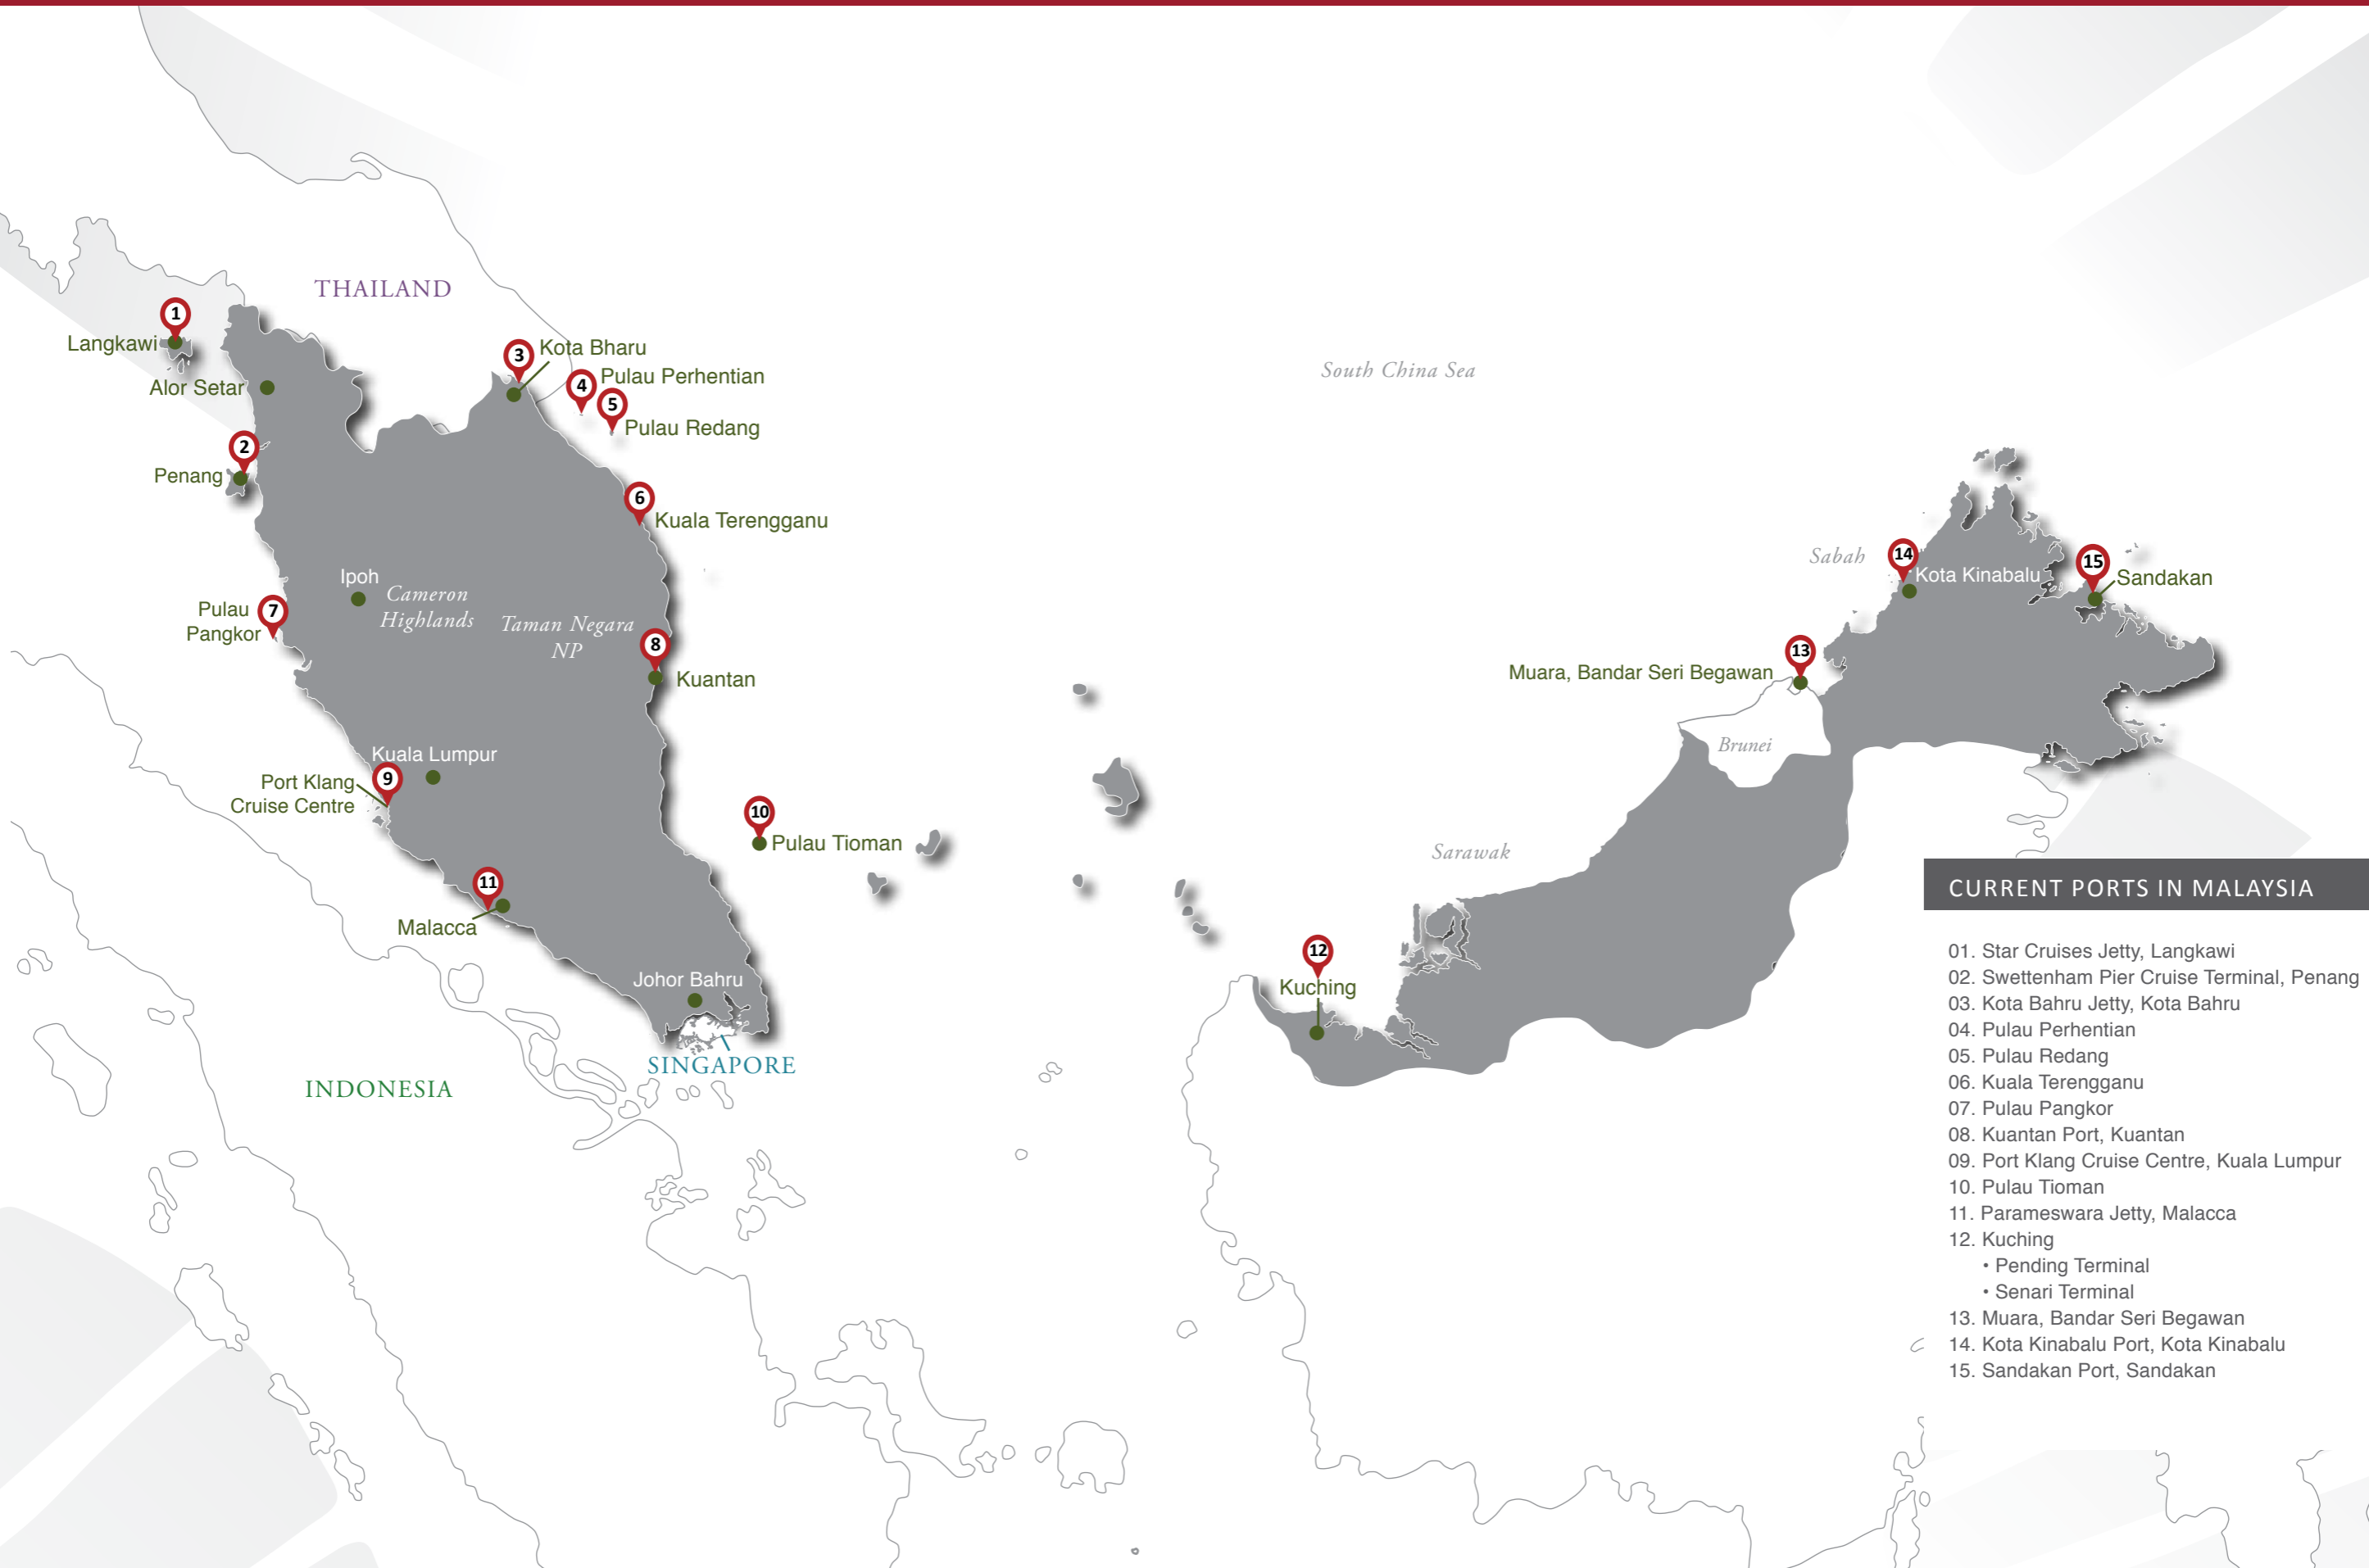 THAILAND
1
Langkawi
3
Kota Bharu
4
Pulau Perhentian
5
Pulau Redang
Alor Setar
2
Penang
6
Kuala Terengganu
Ipoh
Cameron
Highlands
Taman Negara
NP
Pulau
Pangkor
7
8
Kuantan
Kuala Lumpur
Port Klang
Cruise Centre
9
10
Pulau Tioman
11
Malacca
Johor Bahru
SINGAPORE
INDONESIA
South China Sea
Sabah
14
Kota Kinabalu
15
Sandakan
13
Muara, Bandar Seri Begawan
Brunei
Sarawak
12
Kuching
CURRENT PORTS IN MALAYSIA
01. Star Cruises Jetty, Langkawi
02. Swettenham Pier Cruise Terminal, Penang
03. Kota Bahru Jetty, Kota Bahru
04. Pulau Perhentian
05. Pulau Redang
06. Kuala Terengganu
07. Pulau Pangkor
08. Kuantan Port, Kuantan
09. Port Klang Cruise Centre, Kuala Lumpur
10. Pulau Tioman
11. Parameswara Jetty, Malacca
12. Kuching
• Pending Terminal
• Senari Terminal
13. Muara, Bandar Seri Begawan
14. Kota Kinabalu Port, Kota Kinabalu
15. Sandakan Port, Sandakan